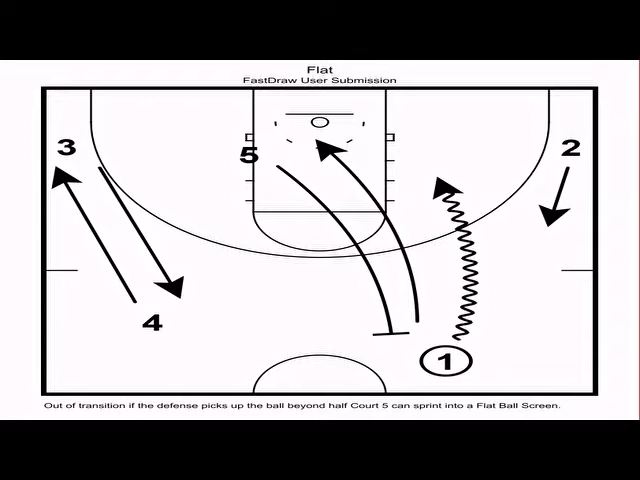 Flat
FastDraw User Submission
3
5
2
4
1
Out of transition if the defense picks up the ball beyond half Court 5 can sprint into a Flat Ball Screen.